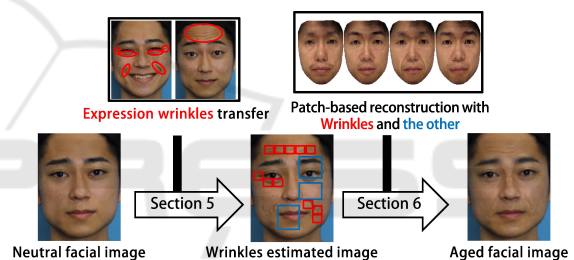 Expression wrinkles transfer
Patch-based reconstruction with
Wrinkles and the other
Section 5
Section 6
Neutral facial image
Wrinkles estimated image
Aged facial image